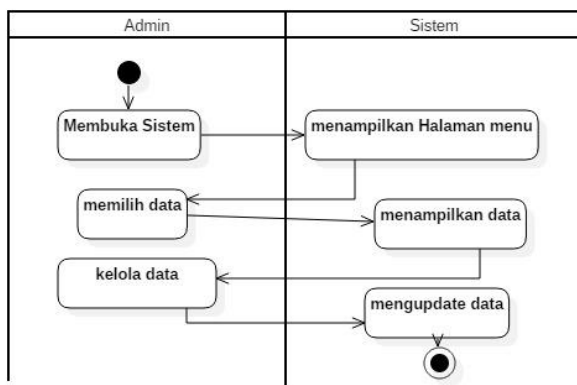 Admin
Sistem
Membuka Sistem
menampilkan Halaman menu
memilih data
menampilkan data
kelola data
mengupdate data